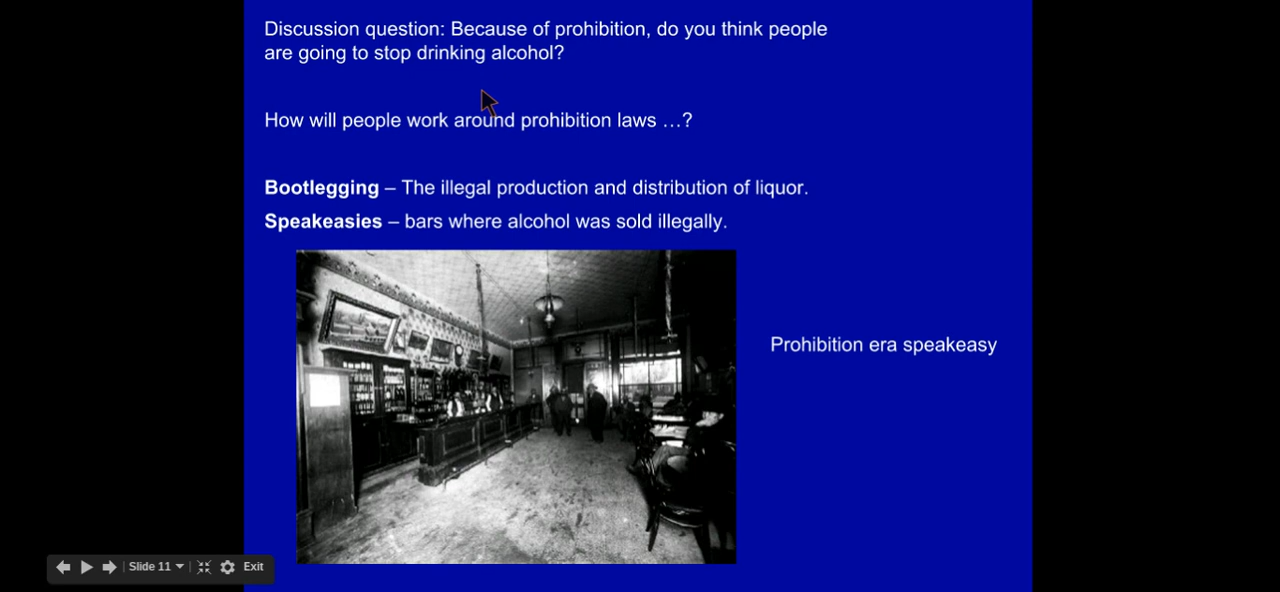 Discussion question: Because of prohibition, do you think people
are going to stop drinking alcohol?
How will people work around prohibition laws …?
Bootlegging – The illegal production and distribution of liquor.
Speakeasies – bars where alcohol was sold illegally.
Prohibition era speakeasy
Slide 11
Exit